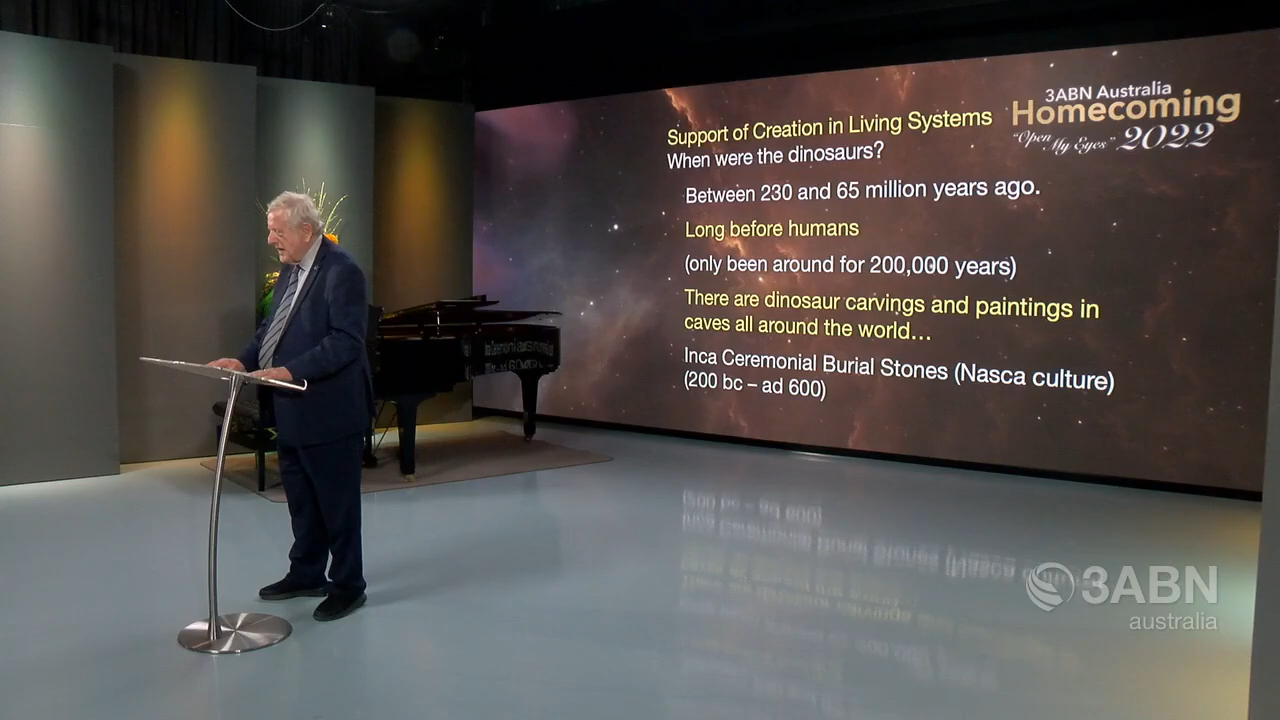 3ABN Australia
Homecoming
"Open My Eyes" 2022
Support of Creation in Living Systems
When were the dinosaurs?
Between 230 and 65 million years ago.
Long before humans
(only been around for 200,000 years)
There are dinosaur carvings and paintings in
caves all around the world...
Inca Ceremonial Burial Stones (Nasca culture)
(200 bc – ad 600)
3ABN
australia